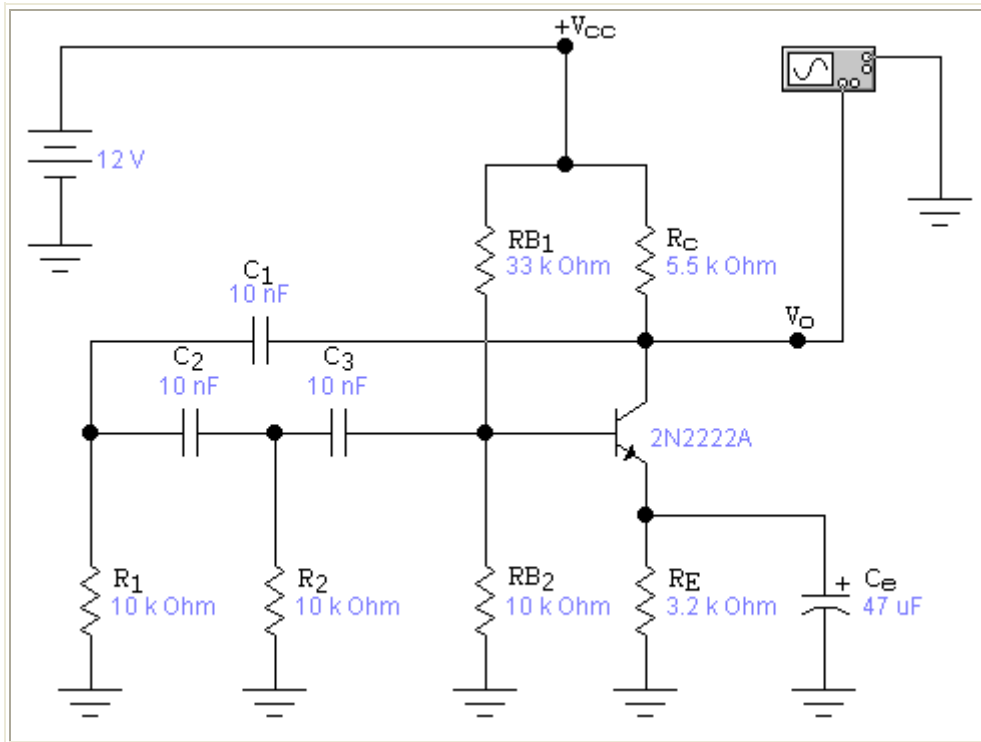 +VCC
12 V
RB1
33 k Ohm
RC
5.5 k Ohm
C1
10 nF
VO
C2
10 nF
C3
10 nF
2N2222A
R1
10 k Ohm
R2
10 k Ohm
RB2
10 k Ohm
RE
3.2 k Ohm
+ Ce
47 uF